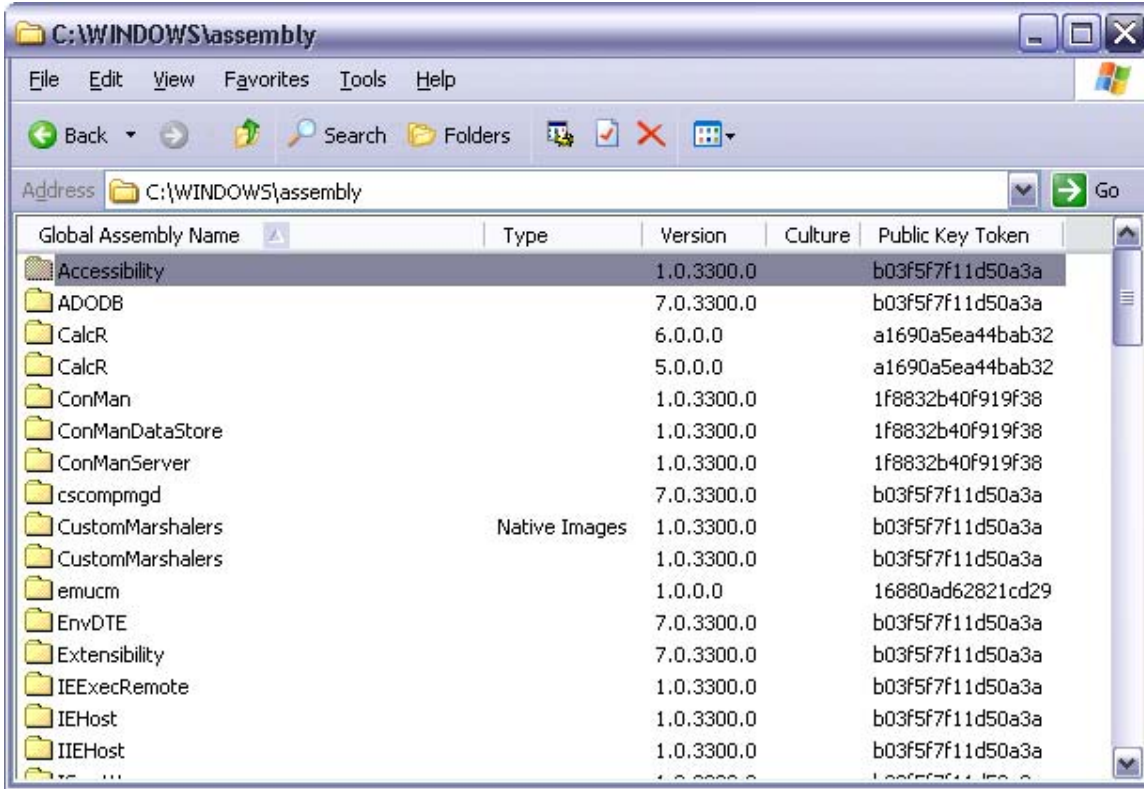 C:\WINDOWS\assembly
File Edit View Favorites Tools Help
Back Search Folders
Address C:\WINDOWS\assembly Go
Global Assembly Name Type Version Culture Public Key Token
Accessibility 1.0.3300.0 b03f5f7f11d50a3a
ADODB 7.0.3300.0 b03f5f7f11d50a3a
CalcR 6.0.0.0 a1690a5ea44bab32
CalcR 5.0.0.0 a1690a5ea44bab32
ConMan 1.0.3300.0 1f8832b40f919f38
ConManDataStore 1.0.3300.0 1f8832b40f919f38
ConManServer 1.0.3300.0 1f8832b40f919f38
cscompmgd 7.0.3300.0 b03f5f7f11d50a3a
CustomMarshalers Native Images 1.0.3300.0 b03f5f7f11d50a3a
CustomMarshalers 1.0.3300.0 b03f5f7f11d50a3a
emucm 1.0.0.0 16880ad62821cd29
EnvDTE 7.0.3300.0 b03f5f7f11d50a3a
Extensibility 7.0.3300.0 b03f5f7f11d50a3a
IEExecRemote 1.0.3300.0 b03f5f7f11d50a3a
IEHost 1.0.3300.0 b03f5f7f11d50a3a
IIEHost 1.0.3300.0 b03f5f7f11d50a3a